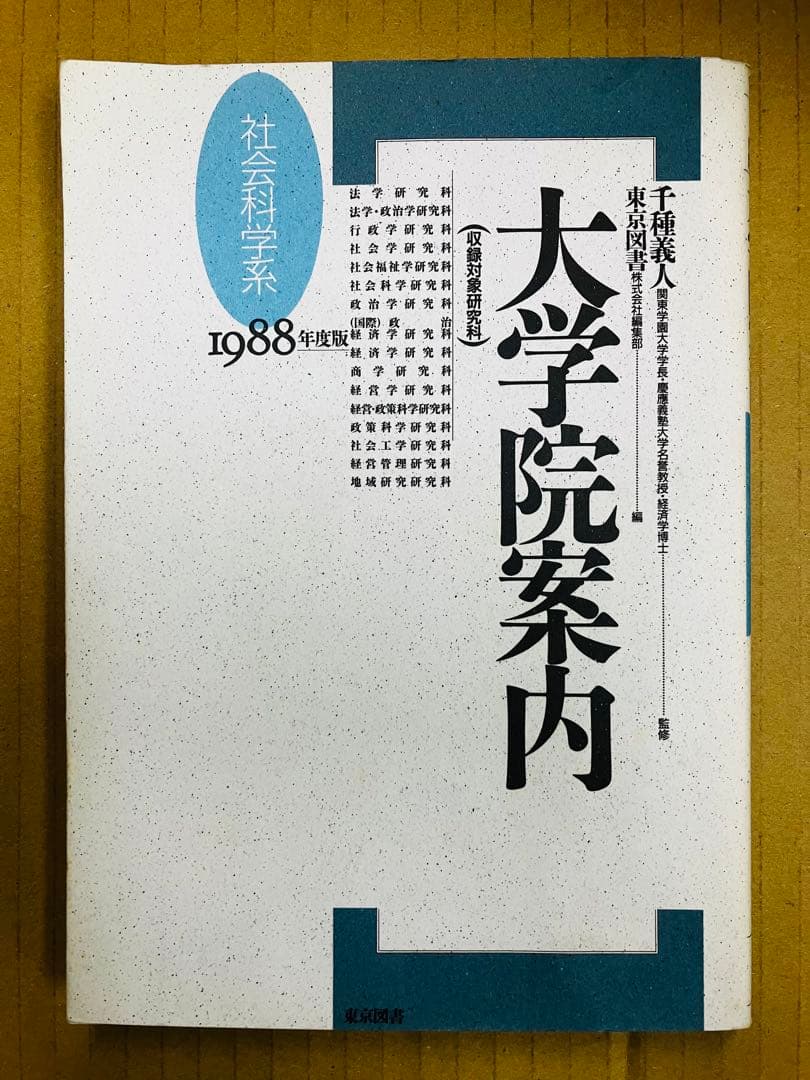 千種義人 関東学園大学学長・慶應義塾大学名誉教授・経済学博士 監修
東京図書株式会社編集部 編
大学院案内
(収録対象研究科)
法学研究科
法学・政治学研究科
行政学研究科
社会学研究科
社会福祉学研究科
社会科学研究科
政治学研究科
(国際)政治
経済学研究科
経済学研究科
商学研究科
経営学研究科
経営・政策科学研究科
政策科学研究科
社会工学研究科
経営管理研究科
地域研究研究科
社会科学系
1988年度版
東京図書